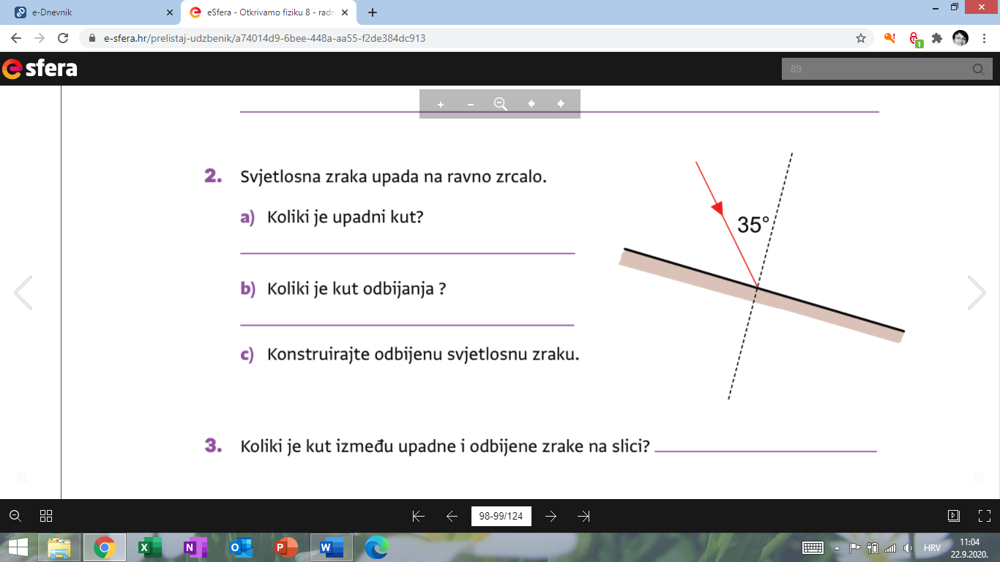 e-Dnevnik
eSfera - Otkrivamo fiziku 8 - radn
e-sfera.hr/prelistaj-udzbenik/a74014d9-6bee-448a-aa55-f2de384dc913
1
e sfera
89.
2. Svjetlosna zraka upada na ravno zrcalo.
a) Koliki je upadni kut?
35°
b) Koliki je kut odbijanja ?
c) Konstruirajte odbijenu svjetlosnu zraku.
3. Koliki je kut između upadne i odbijene zrake na slici?
98-99/124
HRV
11:04
22.9.2020.